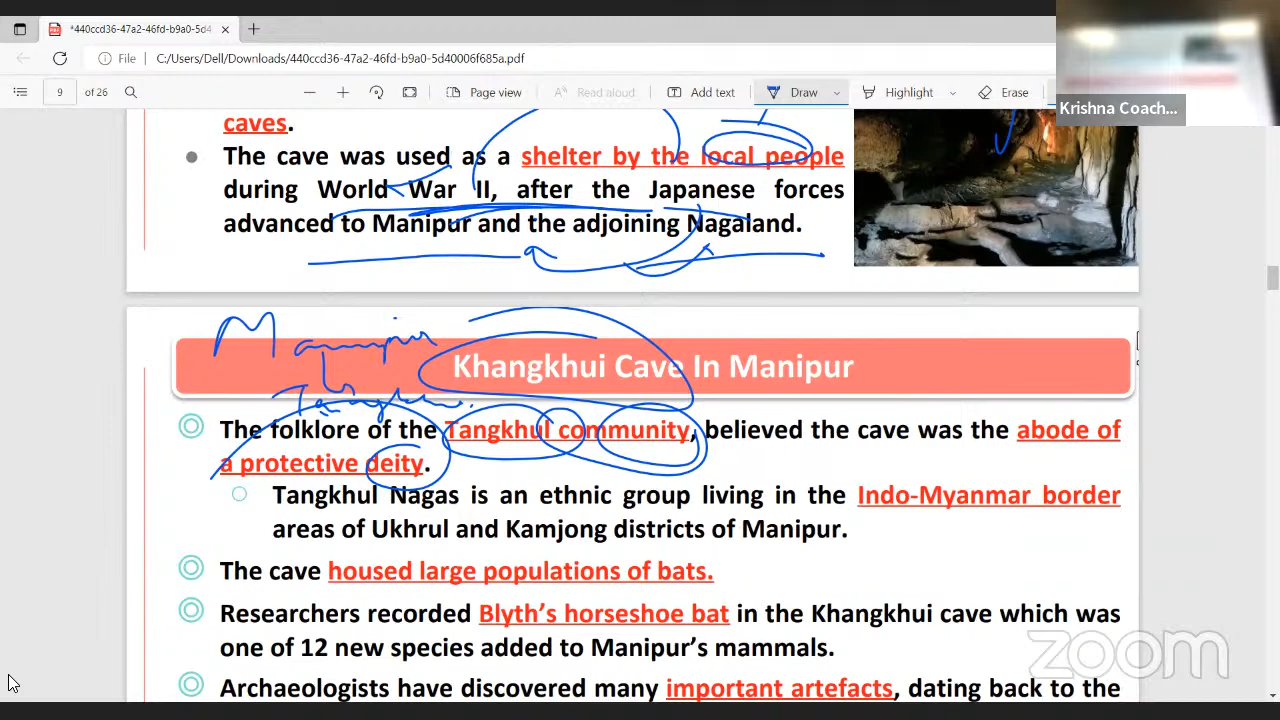 *440ccd36-47a2-46fd-b9a0-5d4
File C:/Users/Dell/Downloads/440ccd36-47a2-46fd-b9a0-5d40006f685a.pdf
9 of 26 Page view Read aloud Add text Draw Highlight Erase
Krishna Coach...
caves.
The cave was used as a shelter by the local people
during World War II, after the Japanese forces
advanced to Manipur and the adjoining Nagaland.
Manipur
Khangkhui Cave In Manipur
Tangkhul
The folklore of the Tangkhul community, believed the cave was the abode of
a protective deity.
Tangkhul Nagas is an ethnic group living in the Indo-Myanmar border
areas of Ukhrul and Kamjong districts of Manipur.
The cave housed large populations of bats.
Researchers recorded Blyth's horseshoe bat in the Khangkhui cave which was
one of 12 new species added to Manipur's mammals.
zoom
Archaeologists have discovered many important artefacts, dating back to the